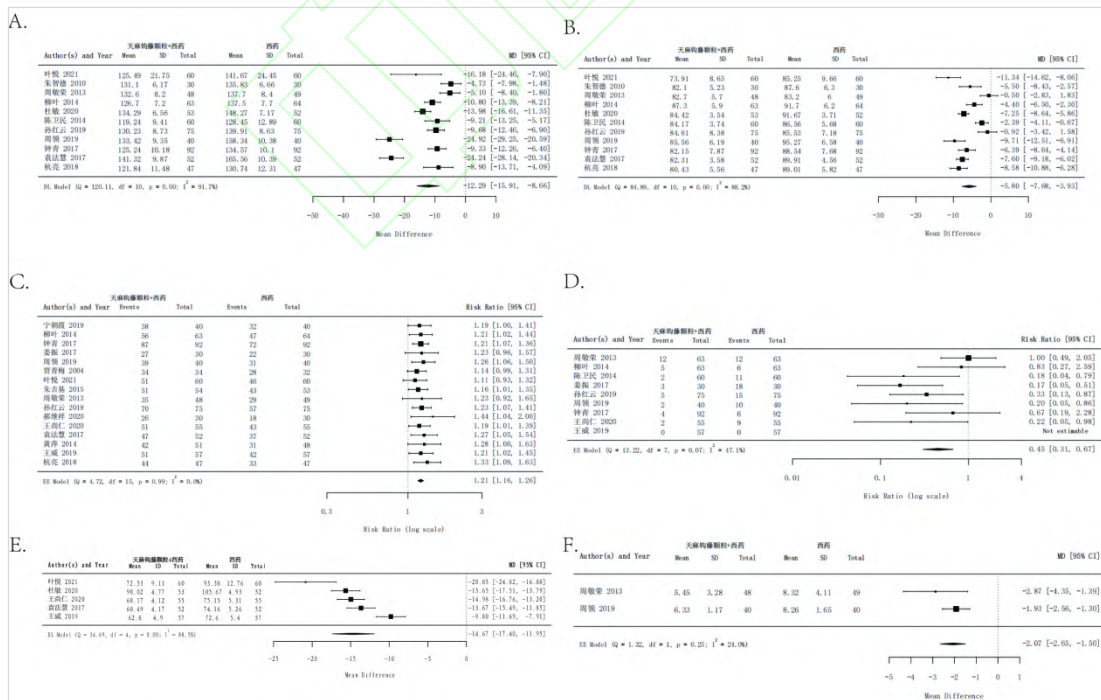 A.
天麻钩藤颗粒+西药 西药
Author(s) and Year Mean SD Total Mean SD Total MD [95% CI]
叶悦 2021 125.49 21.75 60 141.67 24.45 60 -16.18 [-24.46, -7.90]
朱智德 2010 131.1 6.17 30 135.83 6.66 30 -4.73 [-7.98, -1.48]
周敬荣 2013 132.6 8.2 48 137.7 8.4 49 -5.10 [-8.40, -1.80]
柳叶 2014 126.7 7.2 63 137.5 7.7 64 -10.80 [-13.39, -8.21]
杜敏 2020 134.29 6.56 53 148.27 7.17 52 -13.98 [-16.61, -11.35]
陈卫民 2014 119.24 9.41 60 128.45 12.89 60 -9.21 [-13.25, -5.17]
孙红云 2019 130.23 8.73 75 139.91 8.63 75 -9.68 [-12.46, -6.90]
周领 2019 133.42 9.35 40 158.34 10.38 40 -24.92 [-29.25, -20.59]
钟青 2017 125.24 10.18 92 134.57 10.1 92 -9.33 [-12.26, -6.40]
袁法慧 2017 141.32 9.87 52 165.56 10.39 52 -24.24 [-28.14, -20.34]
杭亮 2018 121.84 11.48 47 130.74 12.31 47 -8.90 [-13.71, -4.09]
DL Model (Q = 120.11, df = 10, p = 0.00; I² = 91.7%) -12.29 [-15.91, -8.66]
-50 -40 -30 -20 -10 0 10
Mean Difference
B.
天麻钩藤颗粒+西药 西药
Author(s) and Year Mean SD Total Mean SD Total MD [95% CI]
叶悦 2021 73.91 8.65 60 85.25 9.66 60 -11.34 [-14.62, -8.06]
朱智德 2010 82.1 5.23 30 87.6 6.3 30 -5.50 [-8.43, -2.57]
周敬荣 2013 82.7 5.7 48 83.2 6 49 -0.50 [-2.83, 1.83]
柳叶 2014 87.3 5.9 63 91.7 6.2 64 -4.40 [-6.50, -2.30]
杜敏 2020 84.42 3.54 53 91.67 3.71 52 -7.25 [-8.64, -5.86]
陈卫民 2014 84.17 3.74 60 86.56 5.68 60 -2.39 [-4.11, -0.67]
孙红云 2019 84.61 8.38 75 85.53 7.18 75 -0.92 [-3.42, 1.58]
周领 2019 85.56 6.19 40 95.27 6.58 40 -9.71 [-12.51, -6.91]
钟青 2017 82.15 7.87 92 88.54 7.68 92 -6.39 [-8.64, -4.14]
袁法慧 2017 82.31 3.58 52 89.91 4.56 52 -7.60 [-9.18, -6.02]
杭亮 2018 80.43 5.56 47 89.01 5.82 47 -8.58 [-10.88, -6.28]
DL Model (Q = 84.89, df = 10, p = 0.00; I² = 88.2%) -5.80 [-7.68, -3.93]
-30 -20 -10 0 10
Mean Difference
C.
天麻钩藤颗粒+西药 西药
Author(s) and Year Events Total Events Total Risk Ratio [95% CI]
宁朝霞 2019 38 40 32 40 1.19 [1.00, 1.41]
柳叶 2014 56 63 47 64 1.21 [1.02, 1.44]
钟青 2017 87 92 72 92 1.21 [1.07, 1.36]
姜振 2017 27 30 22 30 1.23 [0.96, 1.57]
周领 2019 39 40 31 40 1.26 [1.06, 1.50]
贾青梅 2004 34 34 28 32 1.14 [0.99, 1.31]
叶悦 2021 51 60 46 60 1.11 [0.93, 1.32]
朱吉基 2015 51 54 43 53 1.16 [1.01, 1.35]
周敬荣 2013 35 48 29 49 1.23 [0.92, 1.65]
孙红云 2019 70 75 57 75 1.23 [1.07, 1.41]
郝继祥 2020 26 30 18 30 1.44 [1.04, 2.00]
王尚仁 2020 51 55 43 55 1.19 [1.01, 1.39]
袁法慧 2017 47 52 37 52 1.27 [1.05, 1.54]
黄萍 2014 42 51 31 48 1.28 [1.00, 1.63]
王威 2019 51 57 42 57 1.21 [1.02, 1.45]
杭亮 2018 44 47 33 47 1.33 [1.09, 1.63]
EE Model (Q = 4.72, df = 15, p = 0.99; I² = 0.0%) 1.21 [1.16, 1.26]
0.3 1 3
Risk Ratio (log scale)
D.
天麻钩藤颗粒+西药 西药
Author(s) and Year Events Total Events Total Risk Ratio [95% CI]
周敬荣 2013 12 63 12 63 1.00 [0.49, 2.05]
柳叶 2014 5 63 6 63 0.83 [0.27, 2.59]
陈卫民 2014 2 60 11 60 0.18 [0.04, 0.79]
姜振 2017 3 30 18 30 0.17 [0.05, 0.51]
孙红云 2019 5 75 15 75 0.33 [0.13, 0.87]
周领 2019 2 40 10 40 0.20 [0.05, 0.86]
钟青 2017 4 92 6 92 0.67 [0.19, 2.28]
王尚仁 2020 2 55 9 55 0.22 [0.05, 0.98]
王威 2019 0 57 0 57 Not estimable
EE Model (Q = 13.22, df = 7, p = 0.07; I² = 47.1%) 0.45 [0.31, 0.67]
0.01 0.1 1 4
Risk Ratio (log scale)
E.
天麻钩藤颗粒+西药 西药
Author(s) and Year Mean SD Total Mean SD Total MD [95% CI]
叶悦 2021 72.53 9.11 60 93.38 12.76 60 -20.85 [-24.82, -16.88]
杜敏 2020 90.02 4.77 53 105.67 4.93 52 -15.65 [-17.51, -13.79]
王尚仁 2020 60.17 4.12 55 75.15 5.31 55 -14.98 [-16.76, -13.20]
袁法慧 2017 60.49 4.17 52 74.16 5.26 52 -13.67 [-15.49, -11.85]
王威 2019 62.8 4.9 57 72.6 5.4 57 -9.80 [-11.69, -7.91]
DL Model (Q = 34.69, df = 4, p = 0.00; I² = 88.5%) -14.67 [-17.40, -11.95]
-25 -20 -15 -10 -5 0
Mean Difference
F.
天麻钩藤颗粒+西药 西药
Author(s) and Year Mean SD Total Mean SD Total MD [95% CI]
周敬荣 2013 5.45 3.28 48 8.32 4.11 49 -2.87 [-4.35, -1.39]
周领 2019 6.33 1.17 40 8.26 1.65 40 -1.93 [-2.56, -1.30]
EE Model (Q = 1.32, df = 1, p = 0.25; I² = 24.0%) -2.07 [-2.65, -1.50]
-5 -4 -3 -2 -1 0 1
Mean Difference